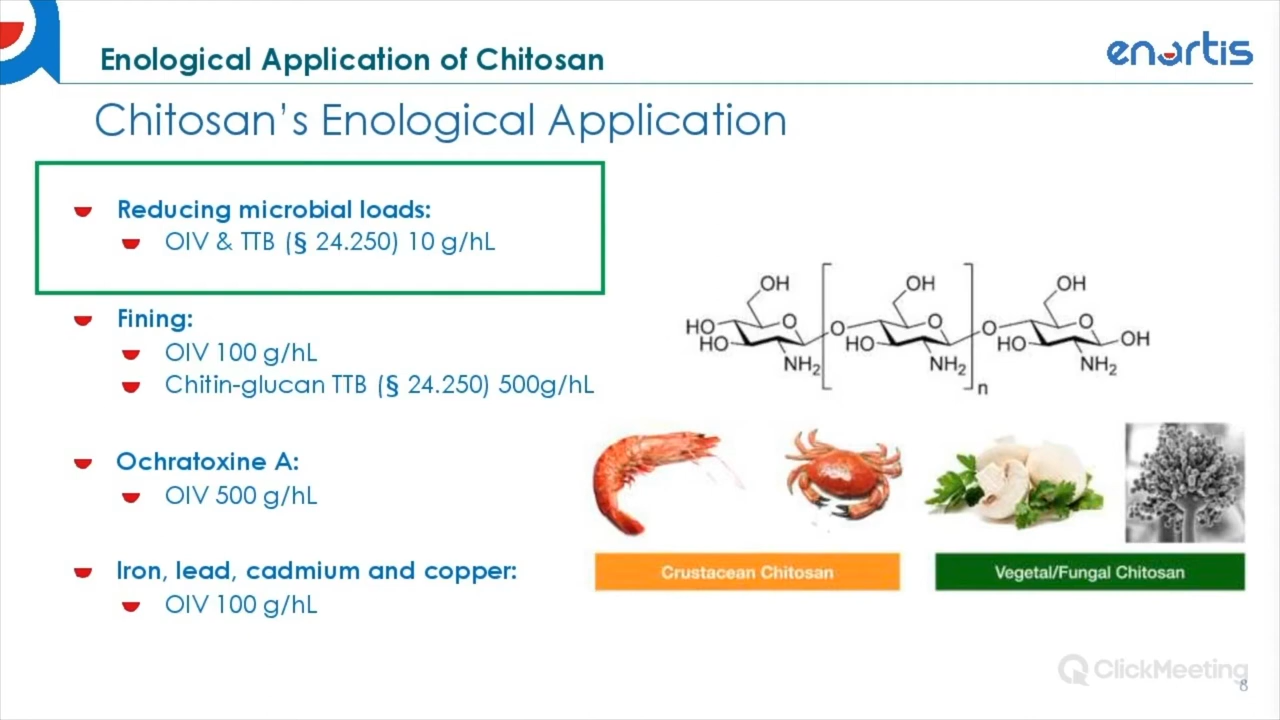 Enological Application of Chitosan
enartis
Chitosan's Enological Application
Reducing microbial loads:
OIV & TTB (§ 24.250) 10 g/hL
Fining:
OIV 100 g/hL
Chitin-glucan TTB (§ 24.250) 500g/hL
Ochratoxine A:
OIV 500 g/hL
Iron, lead, cadmium and copper:
OIV 100 g/hL
OH
OH
OH
HO
O
O
O
O
O
HO
HO
HO
OH
NH2
NH2
NH2
n
Crustacean Chitosan
Vegetal/Fungal Chitosan
ClickMeeting
8